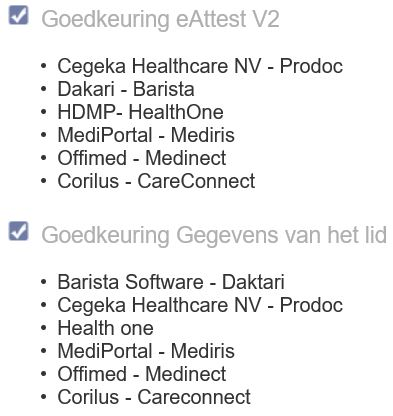 Goedkeuring eAttest V2
• Cegeka Healthcare NV - Prodoc
• Dakari - Barista
• HDMP- HealthOne
• MediPortal - Mediris
• Offimed - Medinect
• Corilus - CareConnect
Goedkeuring Gegevens van het lid
• Barista Software - Daktari
• Cegeka Healthcare NV - Prodoc
• Health one
• MediPortal - Mediris
• Offimed - Medinect
• Corilus - Careconnect